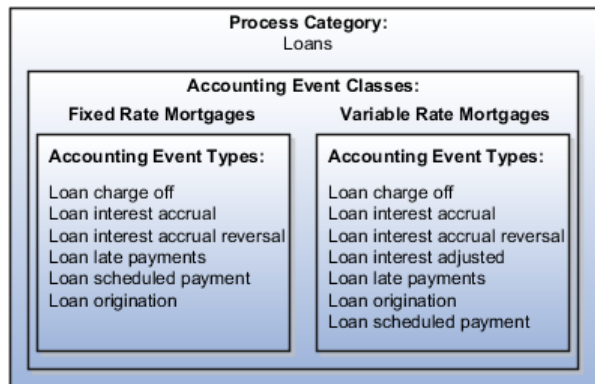 Process Category:
Loans
Accounting Event Classes:
Fixed Rate Mortgages
Accounting Event Types:
Loan charge off
Loan interest accrual
Loan interest accrual reversal
Loan late payments
Loan scheduled payment
Loan origination
Variable Rate Mortgages
Accounting Event Types:
Loan charge off
Loan interest accrual
Loan interest accrual reversal
Loan interest adjusted
Loan late payments
Loan origination
Loan scheduled payment